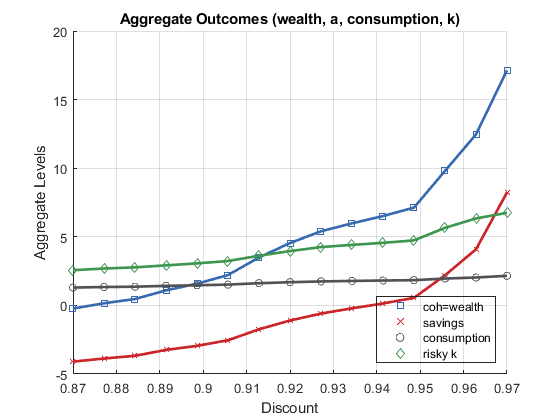 Aggregate Outcomes (wealth, a, consumption, k)
20
15
10
5
0
-5
Aggregate Levels
0.87 0.88 0.89 0.9 0.91 0.92 0.93 0.94 0.95 0.96 0.97
Discount
coh=wealth
savings
consumption
risky k